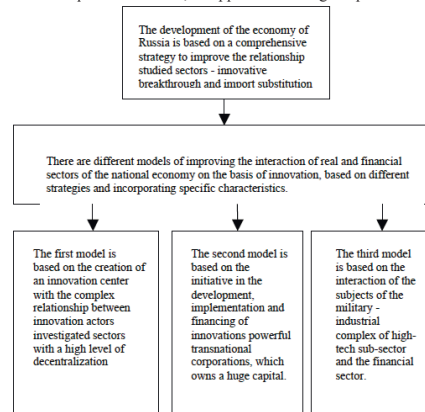 The development of the economy of
Russia is based on a comprehensive
strategy to improve the relationship
studied sectors - innovative
breakthrough and import substitution
There are different models of improving the interaction of real and financial
sectors of the national economy on the basis of innovation, based on different
strategies and incorporating specific characteristics.
The first model is
based on the creation of
an innovation center
with the complex
relationship between
innovation actors
investigated sectors
with a high level of
decentralization
The second model is
based on the
initiative in the
development,
implementation and
financing of
innovations powerful
transnational
corporations, which
owns a huge capital.
The third model
is based on the
interaction of the
subjects of the
military -
industrial
complex of high-
tech sub-sector
and the financial
sector.